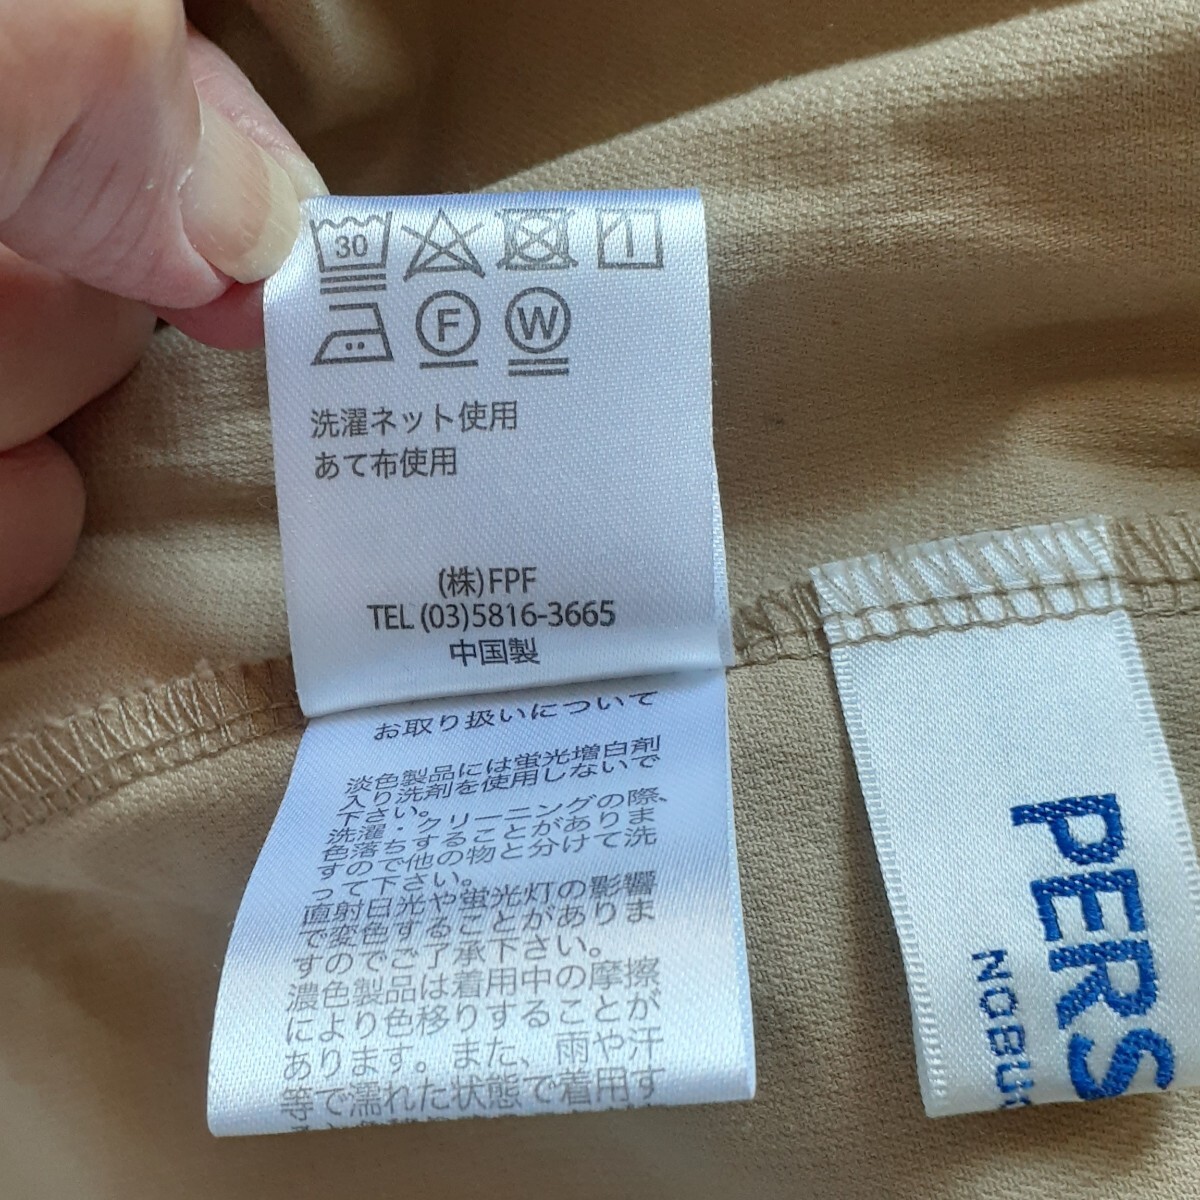 30
F
W
洗濯ネット使用
あて布使用
(株)FPF
TEL (03)5816-3665
中国製
お取り扱いについて
淡色製品には蛍光増白剤
入り洗剤を使用しないで
下さい。
洗濯・クリーニングの際、
色落ちすることがありま
すので他の物と分けて洗
って下さい。
直射日光や蛍光灯の影響
で変色することがありま
すのでご了承下さい。
濃色製品は着用中の摩擦
により色移りすることが
あります。また、雨や汗
等で濡れた状態で着用す
PERS
NOBU